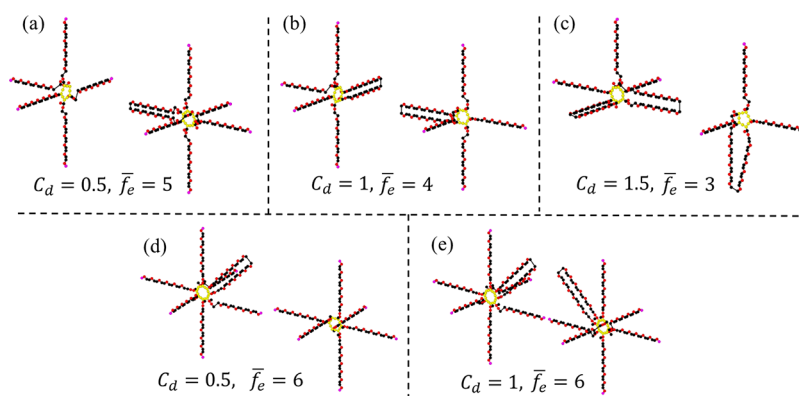 (a)
(b)
(c)
C_d = 0.5, f̅_e = 5
C_d = 1, f̅_e = 4
C_d = 1.5, f̅_e = 3
(d)
(e)
C_d = 0.5, f̅_e = 6
C_d = 1, f̅_e = 6